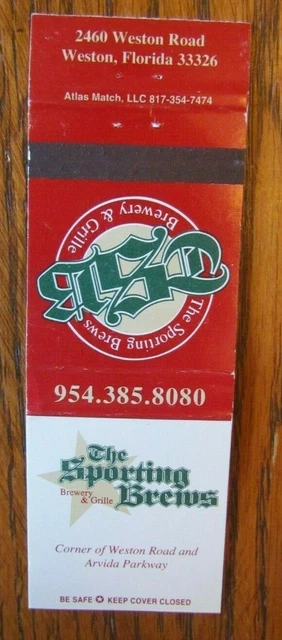 2460 Weston Road
Weston, Florida 33326
Atlas Match, LLC 817-354-7474
The Sporting Brews
Brewery & Grille
TSB
954.385.8080
The
Sporting
Brewery
& Grille
Brews
Corner of Weston Road and
Arvida Parkway
BE SAFE ✪ KEEP COVER CLOSED